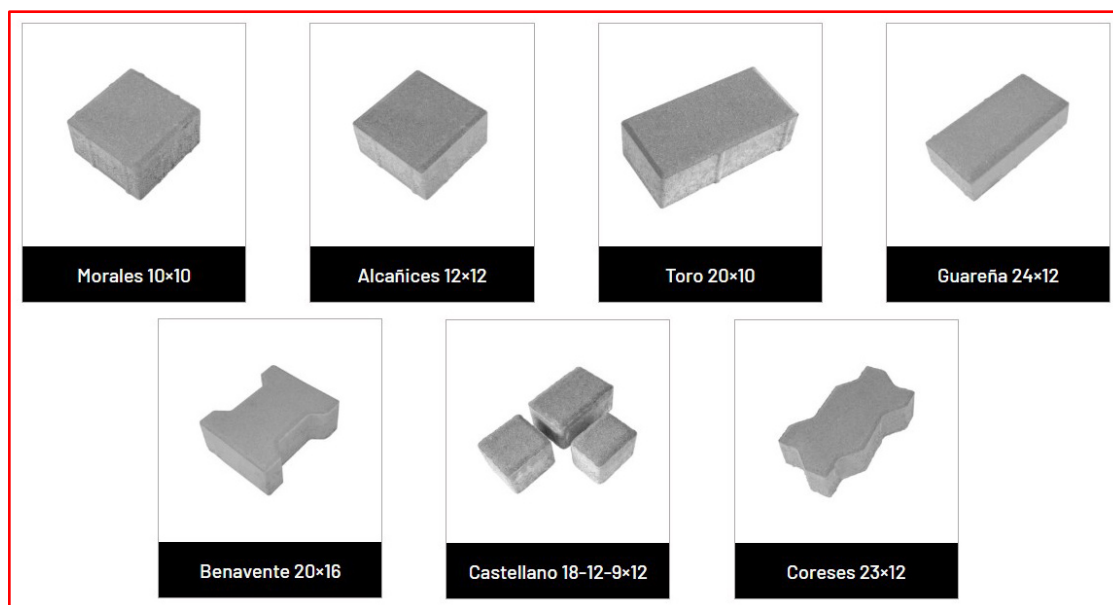 Morales 10×10
Alcañices 12×12
Toro 20×10
Guareña 24×12
Benavente 20×16
Castellano 18-12-9×12
Coreses 23×12